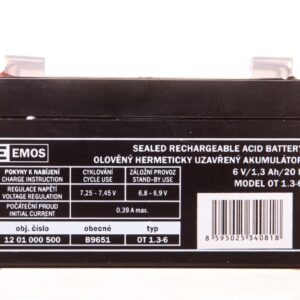 EMOS
SEALED RECHARGEABLE ACID BATTERY
OLOVĚNÝ HERMETICKY UZAVŘENÝ AKUMULÁTOR
6 V/1,3 Ah/20
MODEL OT 1.3-6
POKYNY K NABÍJENÍ
CHARGE INSTRUCTION
CYKLOVÁNÍ
CYCLE USE
ZÁLOŽNÍ PROVOZ
STAND-BY USE
REGULACE NAPĚTÍ
VOLTAGE REGULATION
7,25 - 7,45V
6,8 - 6,9V
POČÁTEČNÍ PROUD
INITIAL CURRENT
0,39 A max.
obj. číslo
obecné
typ
12 01 000 500
B9651
OT 1.3-6
8 595025 340818